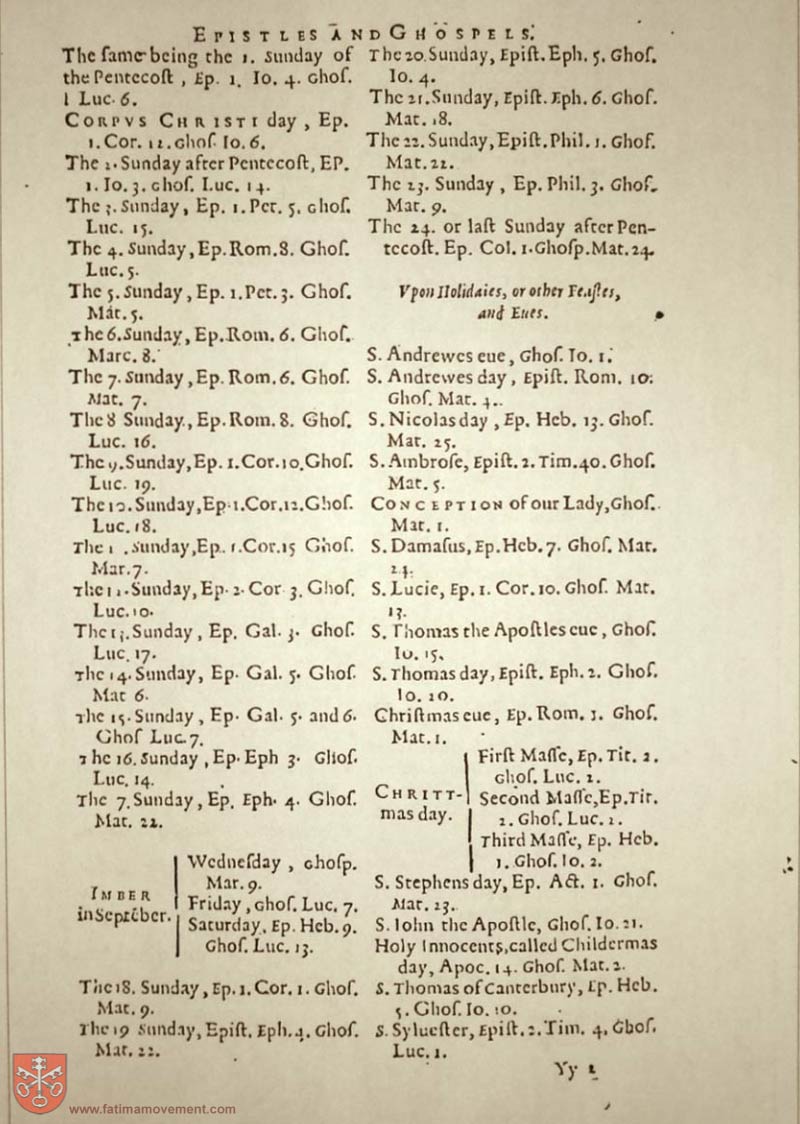 EPISTLES AND GHOSPELS.
The ſame being the 1. Sunday of
the Pentecoſt, Ep. 1. Io. 4. Ghoſ.
Luc. 6.
CORPVS CHRISTI day, Ep.
1. Cor. 11. Ghoſ Io. 6.
The 2. Sunday after Pentecoſt, EP.
1. Io. 3. Ghoſ. Luc. 14.
The 3. Sunday, Ep. 1. Pet. 5. Ghoſ.
Luc. 15.
The 4. Sunday, Ep. Rom. 8. Ghoſ.
Luc. 5.
The 5. Sunday, Ep. 1. Pet. 3. Ghoſ.
Mat. 5.
The 6. Sunday, Ep. Rom. 6. Ghoſ.
Marc. 8.
The 7. Sunday, Ep. Rom. 6. Ghoſ.
Mat. 7.
The 8 Sunday, Ep. Rom. 8. Ghoſ.
Luc. 16.
The 9. Sunday, Ep. 1. Cor. 10. Ghoſ.
Luc. 19.
The 10. Sunday, Ep. 1. Cor. 12. Ghoſ.
Luc. 18.
The 1 . Sunday, Ep. 1. Cor. 15 Ghoſ.
Mar. 7.
The 12. Sunday, Ep. 2. Cor 3. Ghoſ.
Luc. 10.
The 13. Sunday, Ep. Gal. 3. Ghoſ.
Luc. 17.
The 14. Sunday, Ep. Gal. 5. Ghoſ.
Mat 6.
The 15. Sunday, Ep. Gal. 5. and 6.
Ghoſ Luc. 7.
The 16. Sunday, Ep. Eph 3. Ghoſ.
Luc. 14.
The 7. Sunday, Ep. Eph. 4. Ghoſ.
Mat. 22.
IMBER
in Septēber.
Wedneſday, Ghoſp.
Mar. 9.
Friday, Ghoſ. Luc. 7.
Saturday, Ep. Heb. 9.
Ghoſ. Luc. 13.
The 18. Sunday, Ep. 1. Cor. 1. Ghoſ.
Mat. 9.
The 19 Sunday, Epiſt. Eph. 4. Ghoſ.
Mat. 22.
The 20. Sunday, Epiſt. Eph. 5. Ghoſ.
Io. 4.
The 21. Sunday, Epiſt. Eph. 6. Ghoſ.
Mat. 18.
The 22. Sunday, Epiſt. Phil. 1. Ghoſ.
Mat. 22.
The 23. Sunday, Ep. Phil. 3. Ghoſ.
Mat. 9.
The 24. or laſt Sunday after Pen-
tecoſt. Ep. Col. 1. Ghoſp. Mat. 24.
Vpon Holidaies, or other Feaſtes,
and Eues.
S. Andrewes eue, Ghoſ. Io. 1.
S. Andrewes day, Epiſt. Rom. 10.
Ghoſ. Mat. 4.
S. Nicolas day, Ep. Heb. 13. Ghoſ.
Mat. 25.
S. Ambroſe, Epiſt. 2. Tim. 40. Ghoſ.
Mat. 5.
CONCEPTION of our Lady, Ghoſ.
Mat. 1.
S. Damaſus, Ep. Heb. 7. Ghoſ. Mat.
24.
S. Lucie, Ep. 1. Cor. 10. Ghoſ. Mat.
13.
S. Thomas the Apoſtles eue, Ghoſ.
Io. 15.
S. Thomas day, Epiſt. Eph. 2. Ghoſ.
Io. 20.
Chriſtmas eue, Ep. Rom. 1. Ghoſ.
Mat. 1.
CHRITT-
mas day.
Firſt Maſſe, Ep. Tit. 2.
Ghoſ. Luc. 2.
Second Maſſe, Ep. Tit.
2. Ghoſ. Luc. 2.
Third Maſſe, Ep. Heb.
1. Ghoſ. Io. 2.
S. Stephens day, Ep. Act. 1. Ghoſ.
Mat. 23.
S. Iohn the Apoſtle, Ghoſ. Io. 21.
Holy Innocents, called Childermas
day, Apoc. 14. Ghoſ. Mat. 2.
S. Thomas of Canterbury, Ep. Heb.
5. Ghoſ. Io. 10.
S. Sylueſter, Epiſt. 2. Tim. 4. Ghoſ.
Luc. 1.
Yy 2
www.fatimamovement.com